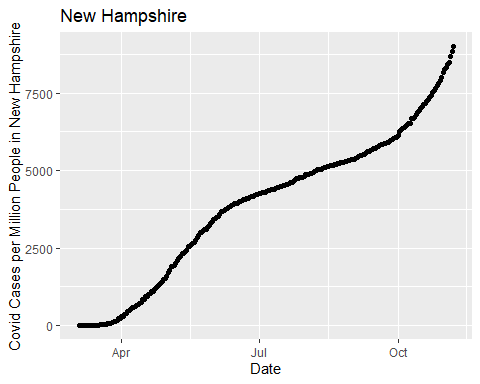 New Hampshire
Covid Cases per Million People in New Hampshire
7500
5000
2500
0
Apr
Jul
Oct
Date